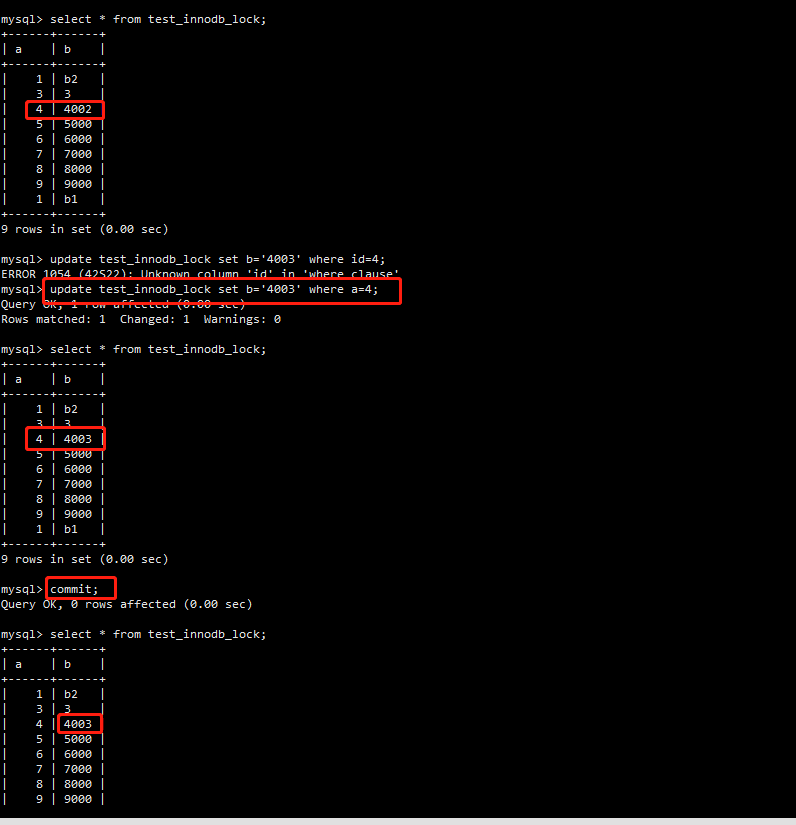 mysql> select * from test_innodb_lock;
+------+------+
| a    | b    |
+------+------+
|    1 | b2   |
|    3 | 3    |
|    4 | 4002 |
|    5 | 5000 |
|    6 | 6000 |
|    7 | 7000 |
|    8 | 8000 |
|    9 | 9000 |
|    1 | b1   |
+------+------+
9 rows in set (0.00 sec)
mysql> update test_innodb_lock set b='4003' where id=4;
ERROR 1054 (42S22): Unknown column 'id' in 'where clause'
mysql> update test_innodb_lock set b='4003' where a=4;
Query OK, 1 row affected (0.00 sec)
Rows matched: 1  Changed: 1  Warnings: 0
mysql> select * from test_innodb_lock;
+------+------+
| a    | b    |
+------+------+
|    1 | b2   |
|    3 | 3    |
|    4 | 4003 |
|    5 | 5000 |
|    6 | 6000 |
|    7 | 7000 |
|    8 | 8000 |
|    9 | 9000 |
|    1 | b1   |
+------+------+
9 rows in set (0.00 sec)
mysql> commit;
Query OK, 0 rows affected (0.00 sec)
mysql> select * from test_innodb_lock;
+------+------+
| a    | b    |
+------+------+
|    1 | b2   |
|    3 | 3    |
|    4 | 4003 |
|    5 | 5000 |
|    6 | 6000 |
|    7 | 7000 |
|    8 | 8000 |
|    9 | 9000 |